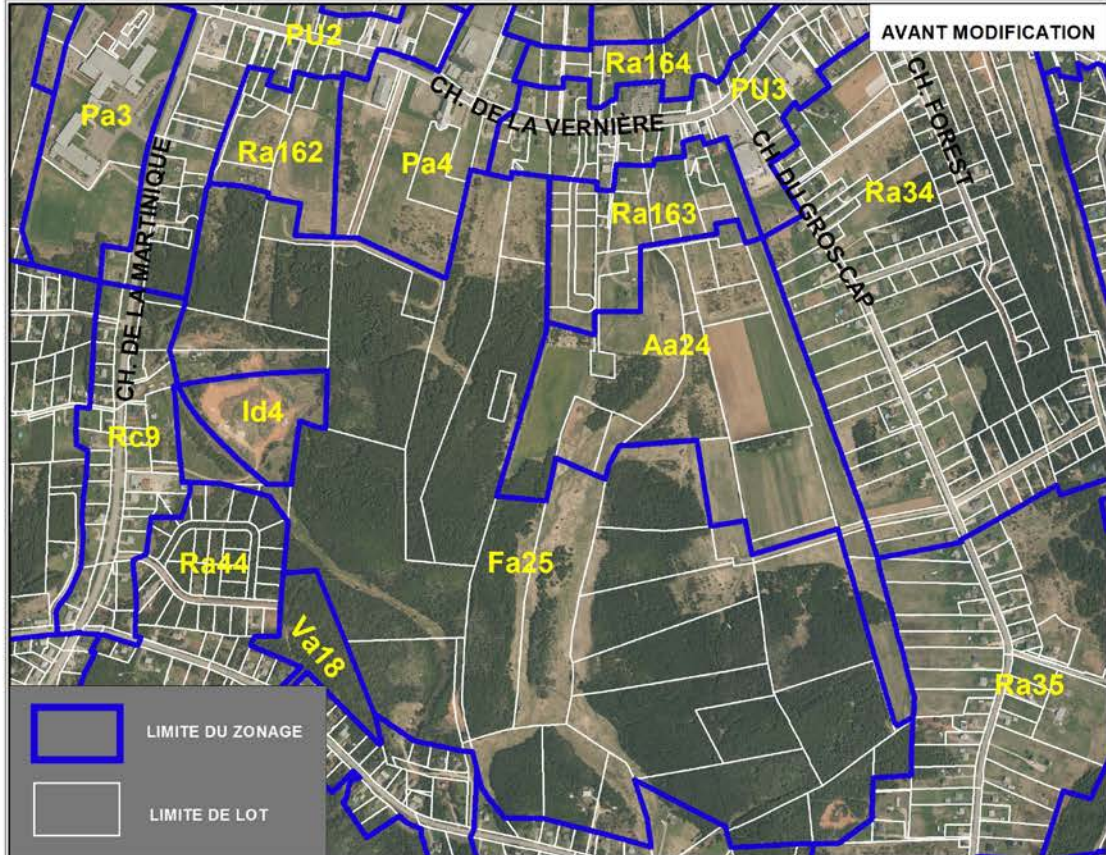 AVANT MODIFICATION
PU2
Ra164
PU3
CH. FOREST
Pa3
CH. DE LA VERNIÈRE
Ra162
Pa4
CH. DU GROS-CAP
Ra34
Ra163
CH. DE LA MARTINIQUE
Aa24
Id4
Rc9
Ra44
Fa25
Va18
Ra35
LIMITE DU ZONAGE
LIMITE DE LOT